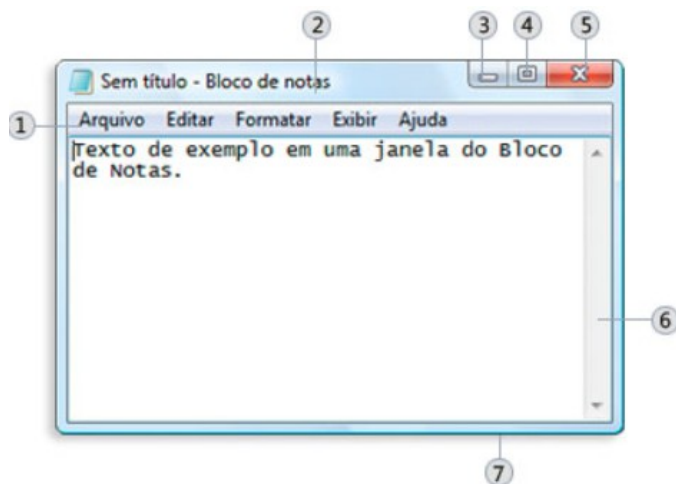 2 3 4 5
Sem título - Bloco de notas
1
Arquivo Editar Formatar Exibir Ajuda
Texto de exemplo em uma janela do Bloco
de Notas.
6
7